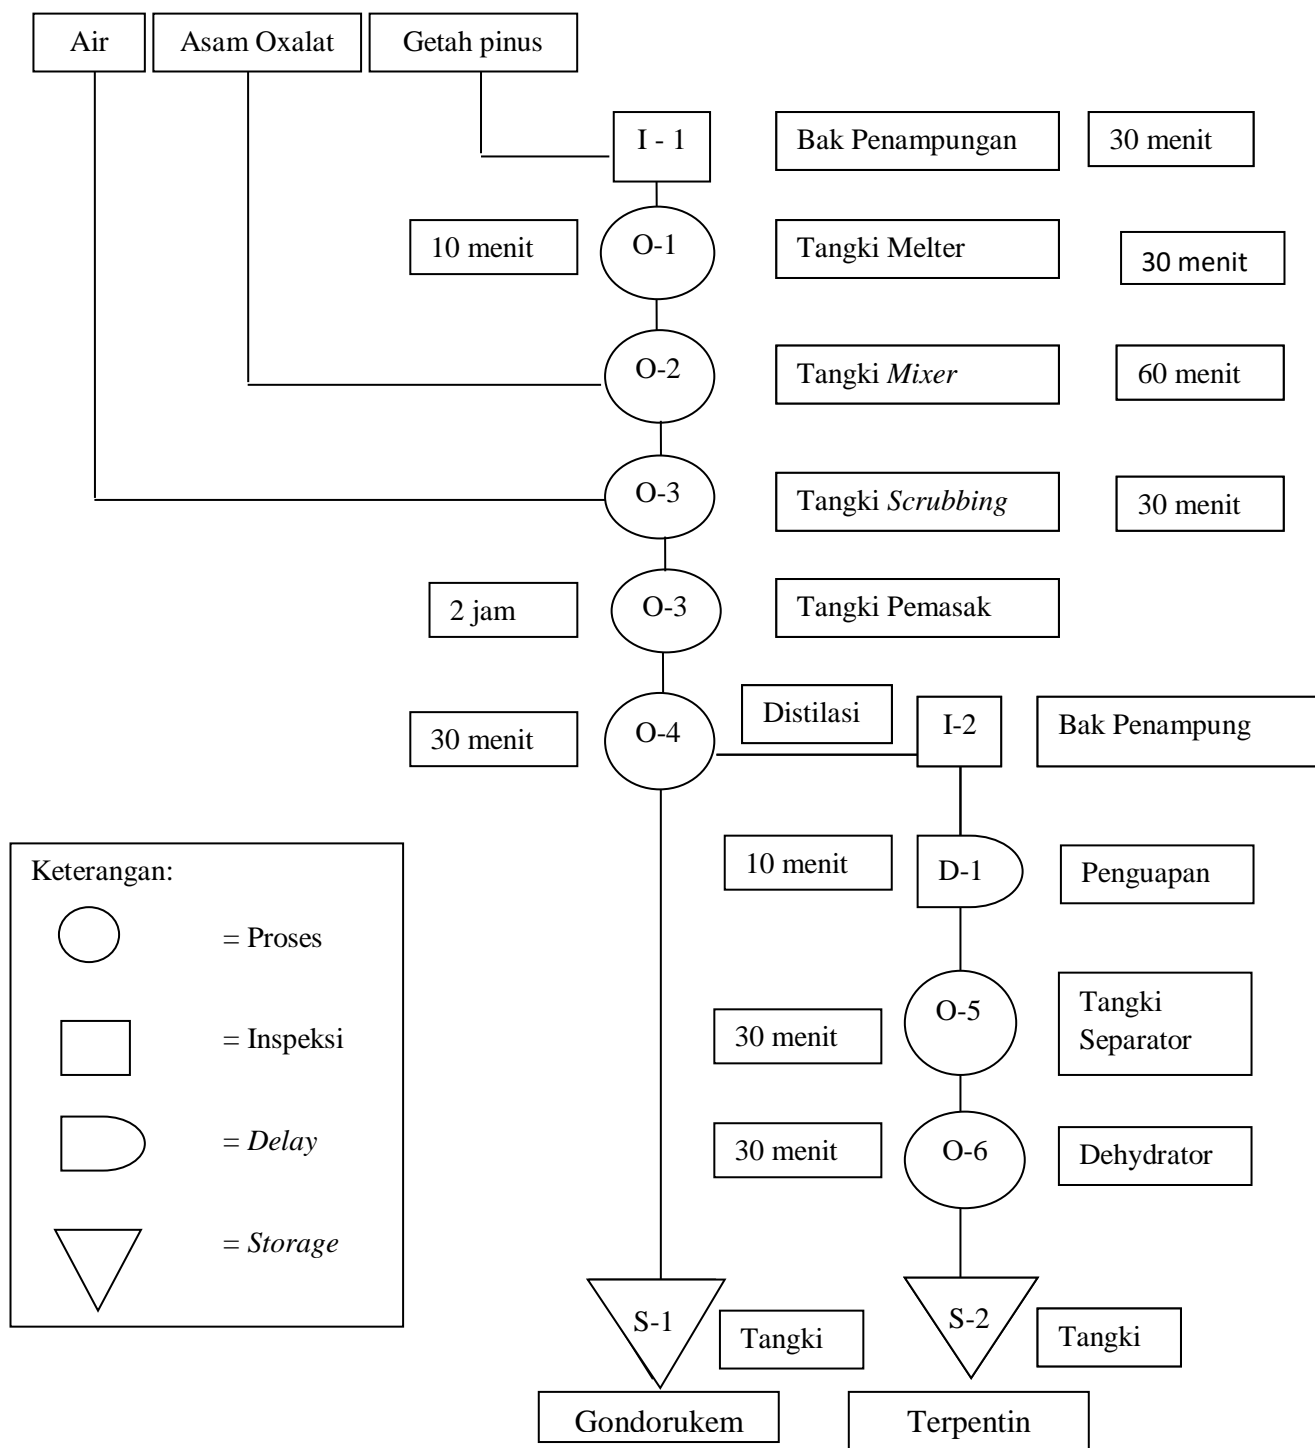 Air
Asam Oxalat
Getah pinus
I - 1
Bak Penampungan
30 menit
10 menit
O-1
Tangki Melter
30 menit
O-2
Tangki Mixer
60 menit
O-3
Tangki Scrubbing
30 menit
2 jam
O-3
Tangki Pemasak
30 menit
O-4
Distilasi
I-2
Bak Penampung
10 menit
D-1
Penguapan
30 menit
O-5
Tangki
Separator
30 menit
O-6
Dehydrator
Keterangan:
= Proses
= Inspeksi
= Delay
= Storage
S-1
Tangki
S-2
Tangki
Gondorukem
Terpentin